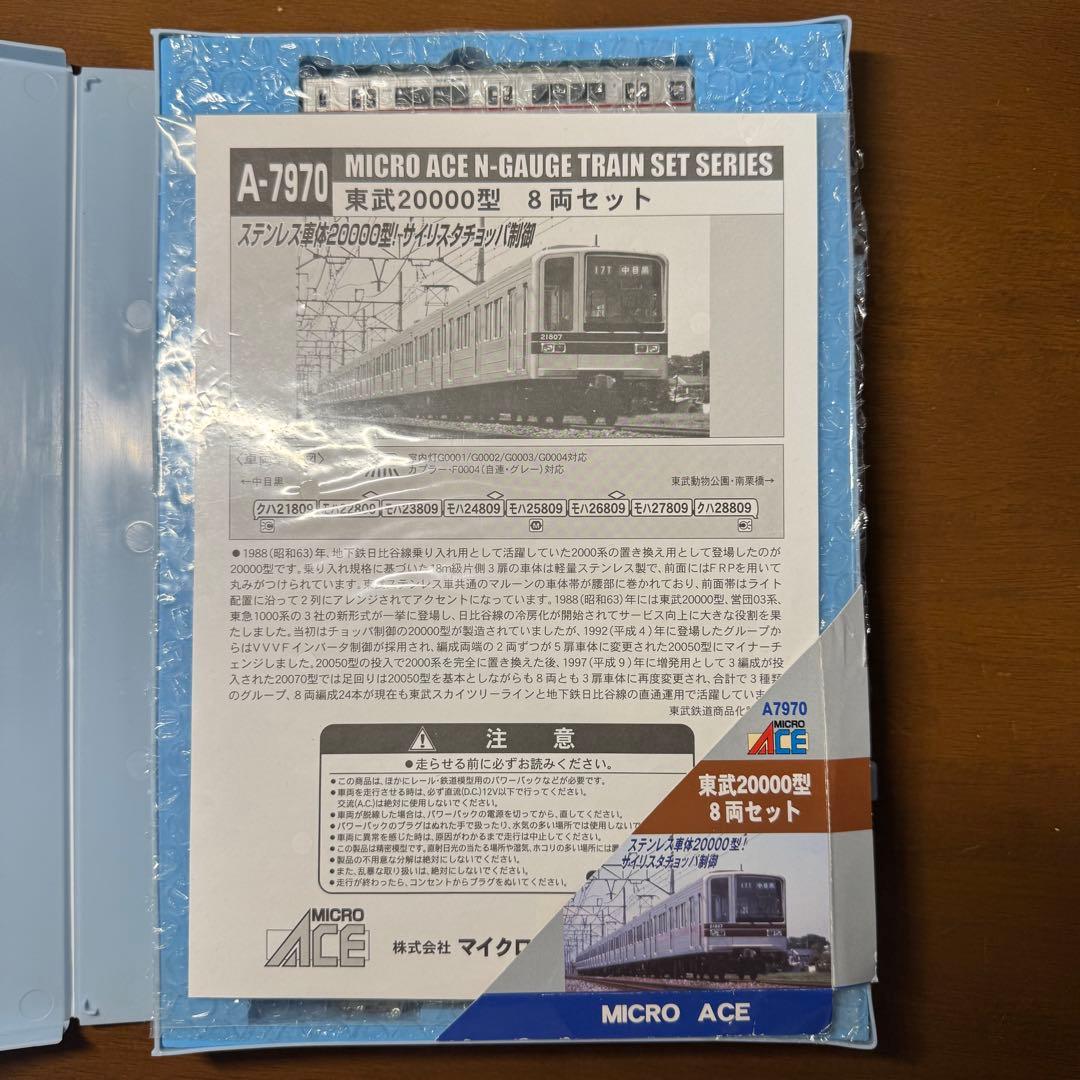 A-7970
MICRO ACE N-GAUGE TRAIN SET SERIES
東武20000型 8両セット
ステンレス車体20000型!サイリスタチョッパ制御
17T 中目黒
21807
室内灯G0001/G0002/G0003/G0004対応
カプラー・F0004(自連・グレー)対応
←中目黒
東武動物公園・南栗橋→
クハ21809 モハ22809 モハ23809 モハ24809 モハ25809 モハ26809 モハ27809 クハ28809
M
●1988(昭和63)年、地下鉄日比谷線乗り入れ用として活躍していた2000系の置き換え用として登場したのが
20000型です。乗り入れ規格に基づいた18m級片側3扉の車体は軽量ステンレス製で、前面にはFRPを用いて
丸みがつけられています。東武ステンレス車共通のマルーンの車体帯が腰部に巻かれており、前面帯はライト
配置に沿って2列にアレンジされてアクセントになっています。1988(昭和63)年には東武20000型、営団03系、
東急1000系の3社の新形式が一挙に登場し、日比谷線の冷房化が開始されてサービス向上に大きな役割を果
たしました。当初はチョッパ制御の20000型が製造されていましたが、1992(平成4)年に登場したグループか
らはVVVFインバータ制御が採用され、編成両端の2両ずつが5扉車体に変更された20050型にマイナーチ
ェンジしました。20050型の投入で2000系を完全に置き換えた後、1997(平成9)年に増発用として3編成が投
入された20070型では足回りは20050型を基本としながらも8両とも3扉車体に再度変更され、合計で3種類
のグループ、8両編成24本が現在も東武スカイツリーラインと地下鉄日比谷線の直通運用で活躍していま
東武鉄道商品化
注意
●走らせる前に必ずお読みください。
●この商品は、ほかにレール・鉄道模型用のパワーパックなどが必要です。
●車両を走行させる時は、必ず直流(D.C.)12V以下で行ってください。
交流(A.C.)は絶対に使用しないでください。
●車両が脱線した場合は、パワーパックの電源を切ってから、直してください。
●パワーパックのプラグはぬれた手で扱ったり、水気の多い場所では使用しないで
●車両に異常を感じた時は、原因がわかるまで走行は中止してください。
●この製品は精密模型です。直射日光の当たる場所や湿気、ホコリの多い場所には
●製品の不用意な分解は絶対にしないでください。
●また、乱暴な取り扱いは、絶対にしないでください。
●走行が終わったら、コンセントからプラグをぬいてください。
MICRO
ACE
株式会社 マイクロ
A7970
MICRO
ACE
東武20000型
8両セット
ステンレス車体20000型!
サイリスタチョッパ制御
17T 中目黒
21807
MICRO ACE